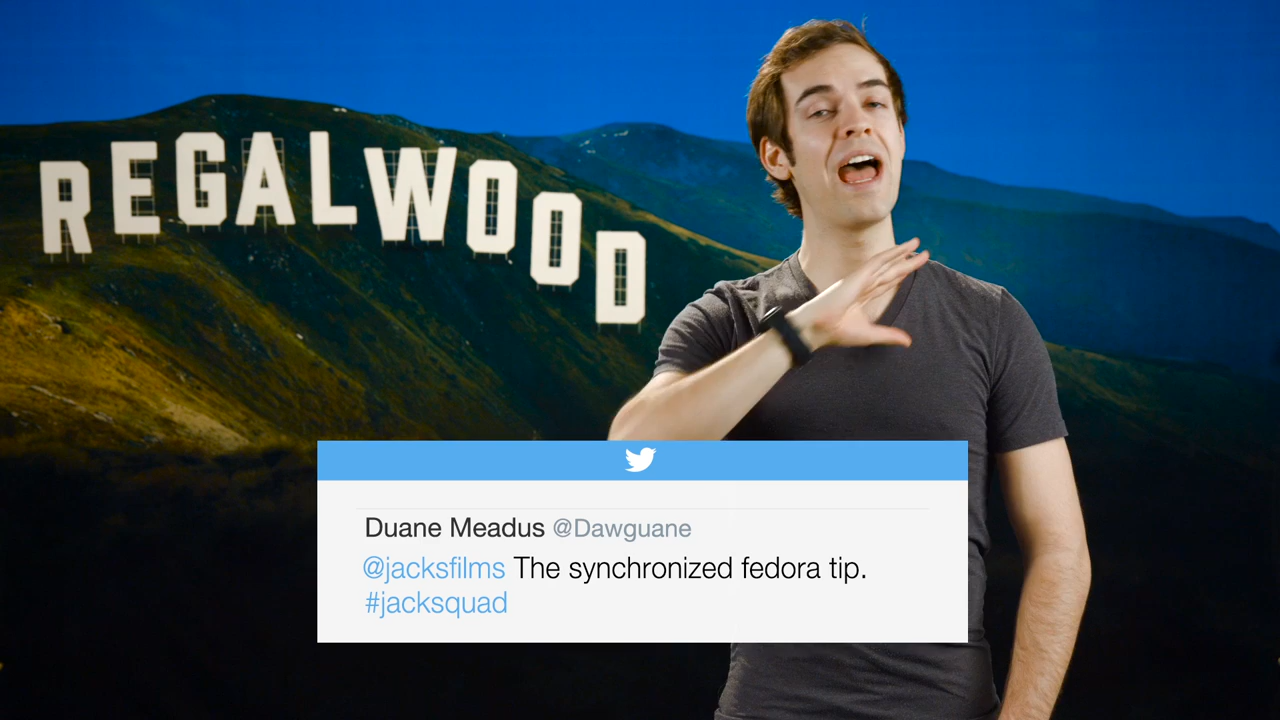 REGALWOOD
Duane Meadus @Dawguane
@jacksfilms The synchronized fedora tip.
#jacksquad